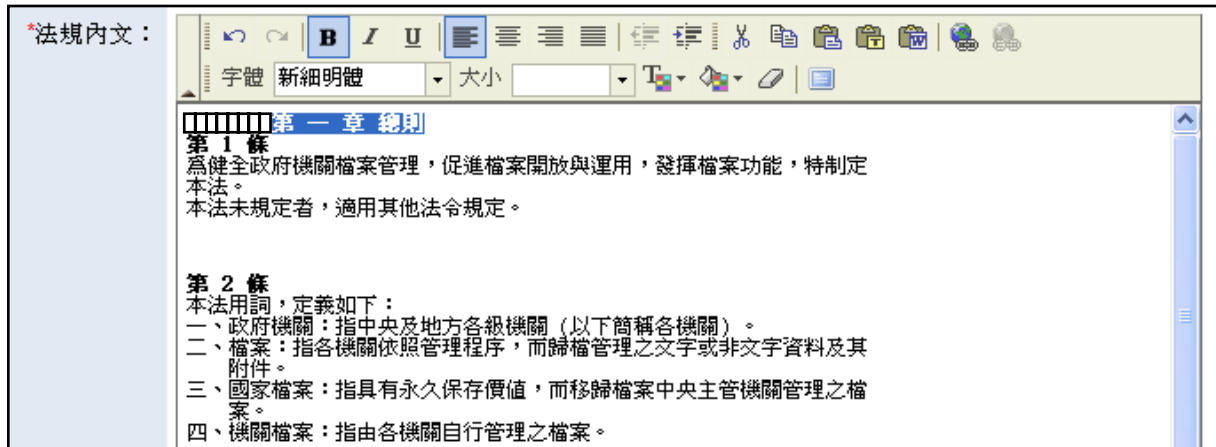 *法規內文：
B I U
字體 新細明體 大小
第 一 章 總則
第 1 條
為健全政府機關檔案管理，促進檔案開放與運用，發揮檔案功能，特制定
本法。
本法未規定者，適用其他法令規定。
第 2 條
本法用詞，定義如下：
一、政府機關：指中央及地方各級機關（以下簡稱各機關）。
二、檔案：指各機關依照管理程序，而歸檔管理之文字或非文字資料及其
附件。
三、國家檔案：指具有永久保存價值，而移歸檔案中央主管機關管理之檔
案。
四、機關檔案：指由各機關自行管理之檔案。